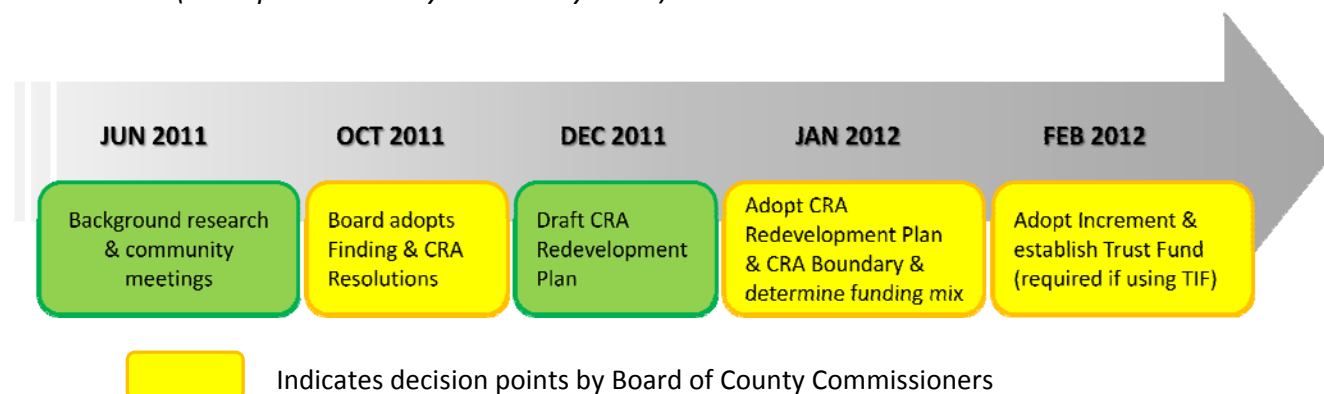 JUN 2011
OCT 2011
DEC 2011
JAN 2012
FEB 2012
Background research
& community
meetings
Board adopts
Finding & CRA
Resolutions
Draft CRA
Redevelopment
Plan
Adopt CRA
Redevelopment Plan
& CRA Boundary &
determine funding mix
Adopt Increment &
establish Trust Fund
(required if using TIF)
Indicates decision points by Board of County Commissioners